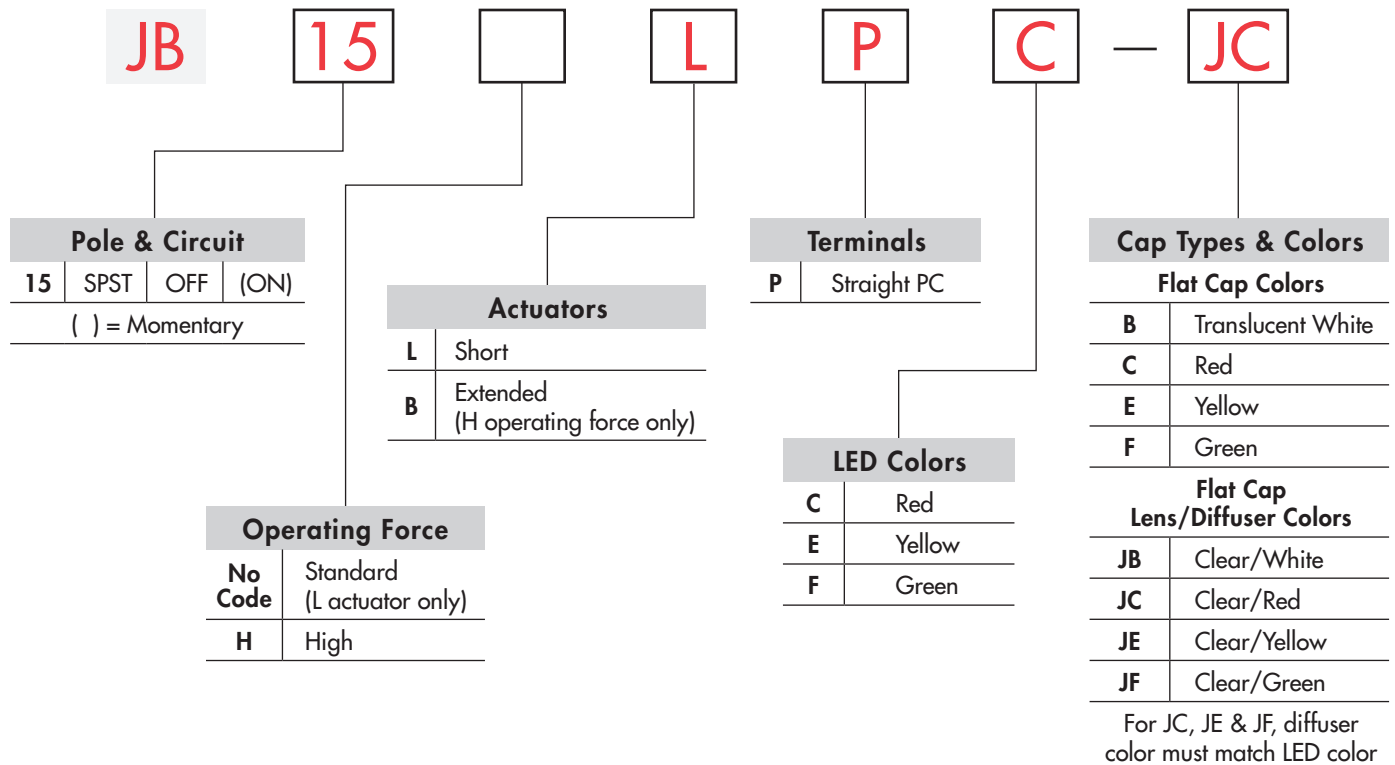 JB 15 L P C — JC
Pole & Circuit
15 SPST OFF (ON)
( ) = Momentary
Operating Force
No
Code
Standard
(L actuator only)
H High
Actuators
L Short
B
Extended
(H operating force only)
Terminals
P Straight PC
LED Colors
C Red
E Yellow
F Green
Cap Types & Colors
Flat Cap Colors
B Translucent White
C Red
E Yellow
F Green
Flat Cap
Lens/Diffuser Colors
JB Clear/White
JC Clear/Red
JE Clear/Yellow
JF Clear/Green
For JC, JE & JF, diffuser
color must match LED color